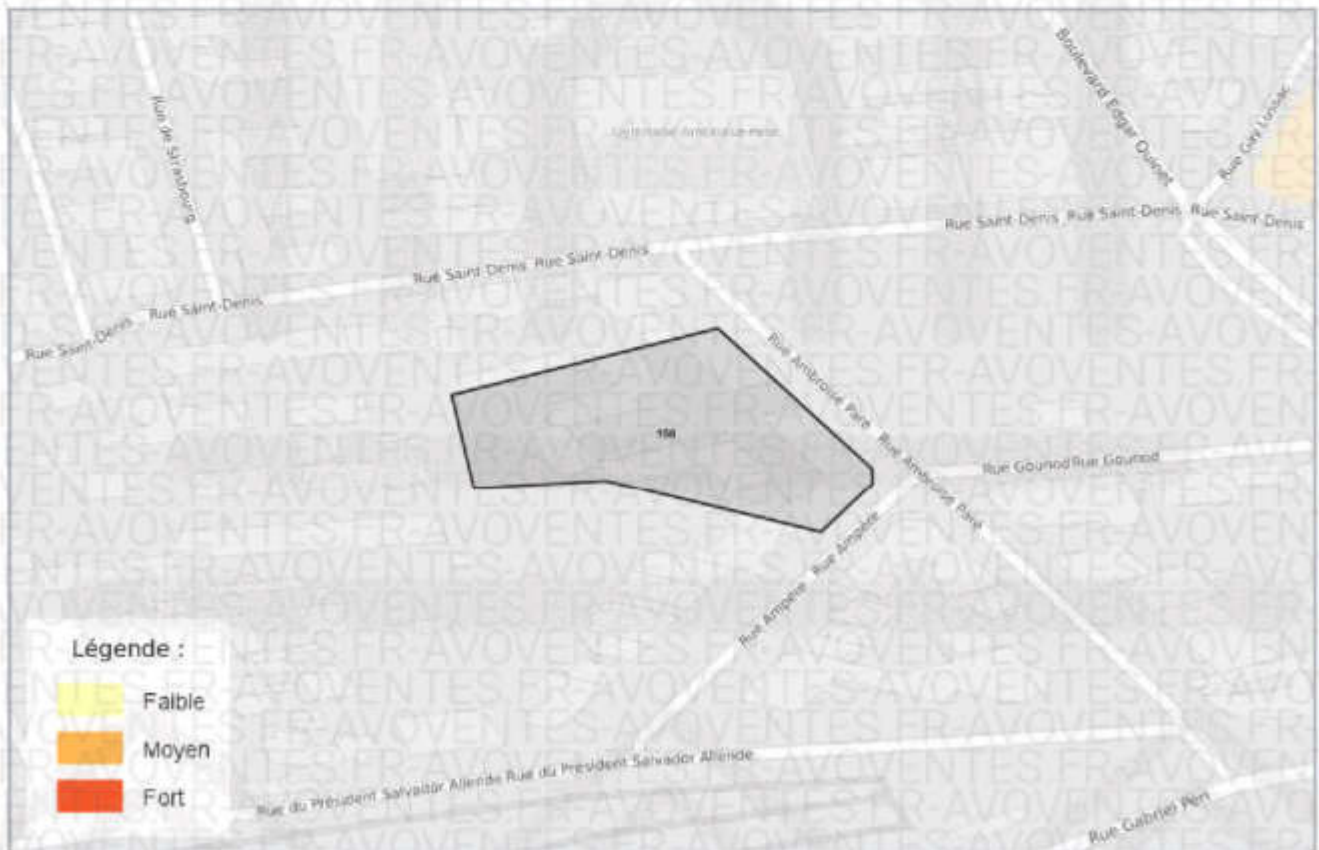 Boulevard Edgar Quinet
Rue Gay Lussac
Rue de Strasbourg
Rue Saint-Denis Rue Saint-Denis Rue Saint-Denis
Rue Saint-Denis Rue Saint-Denis
Rue Saint-Denis
Rue Saint-Denis
Rue Ambroise Paré
Rue Ambroise Paré
Rue Gounod Rue Gounod
Rue Ampère
Rue Ampère
Légende :
Faible
Moyen
Fort
Rue du Président Salvador Allende Rue du Président Salvador Allende
Rue Gabriel Péri
AVOVENTES.FR